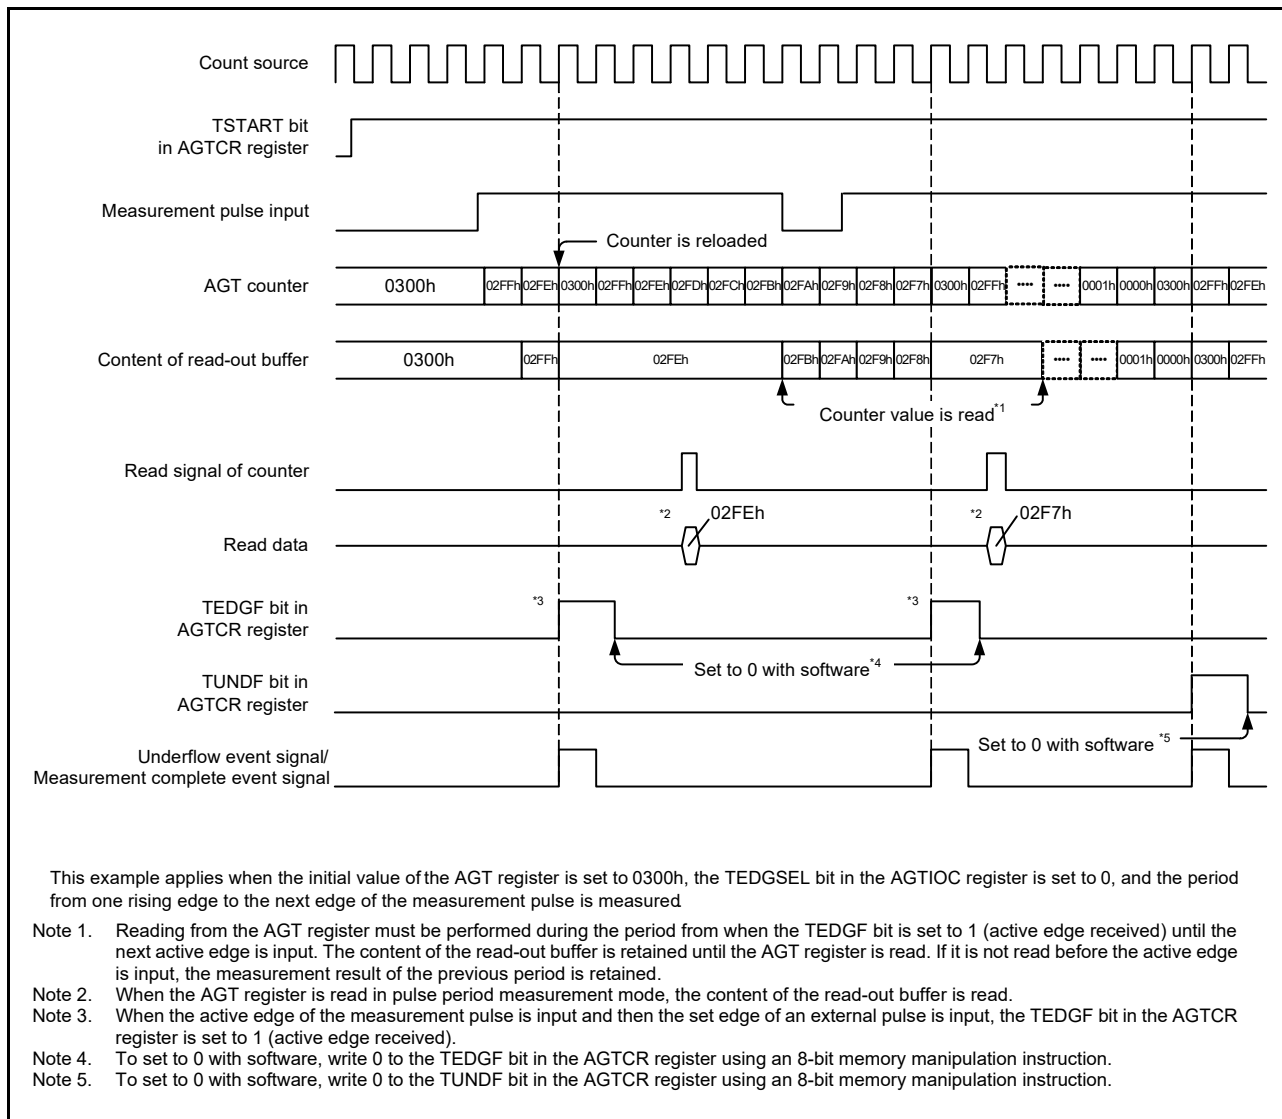 Count source
TSTART bit
in AGTCR register
Measurement pulse input
Counter is reloaded
AGT counter
0300h 02FFh 02FEh 0300h 02FFh 02FEh 02FDh 02FCh 02FBh 02FAh 02F9h 02F8h 02F7h 0300h 02FFh •••• •••• 0001h 0000h 0300h 02FFh 02FEh
Content of read-out buffer
0300h 02FFh 02FEh 02FBh 02FAh 02F9h 02F8h 02F7h •••• •••• 0001h 0000h 0300h 02FFh
Counter value is read*1
Read signal of counter
*2 02FEh *2 02F7h
Read data
TEDGF bit in
AGTCR register
*3 *3
Set to 0 with software*4
TUNDF bit in
AGTCR register
Set to 0 with software *5
Underflow event signal/
Measurement complete event signal
This example applies when the initial value of the AGT register is set to 0300h, the TEDGSEL bit in the AGTIOC register is set to 0, and the period
from one rising edge to the next edge of the measurement pulse is measured.
Note 1. Reading from the AGT register must be performed during the period from when the TEDGF bit is set to 1 (active edge received) until the
next active edge is input. The content of the read-out buffer is retained until the AGT register is read. If it is not read before the active edge
is input, the measurement result of the previous period is retained.
Note 2. When the AGT register is read in pulse period measurement mode, the content of the read-out buffer is read.
Note 3. When the active edge of the measurement pulse is input and then the set edge of an external pulse is input, the TEDGF bit in the AGTCR
register is set to 1 (active edge received).
Note 4. To set to 0 with software, write 0 to the TEDGF bit in the AGTCR register using an 8-bit memory manipulation instruction.
Note 5. To set to 0 with software, write 0 to the TUNDF bit in the AGTCR register using an 8-bit memory manipulation instruction.